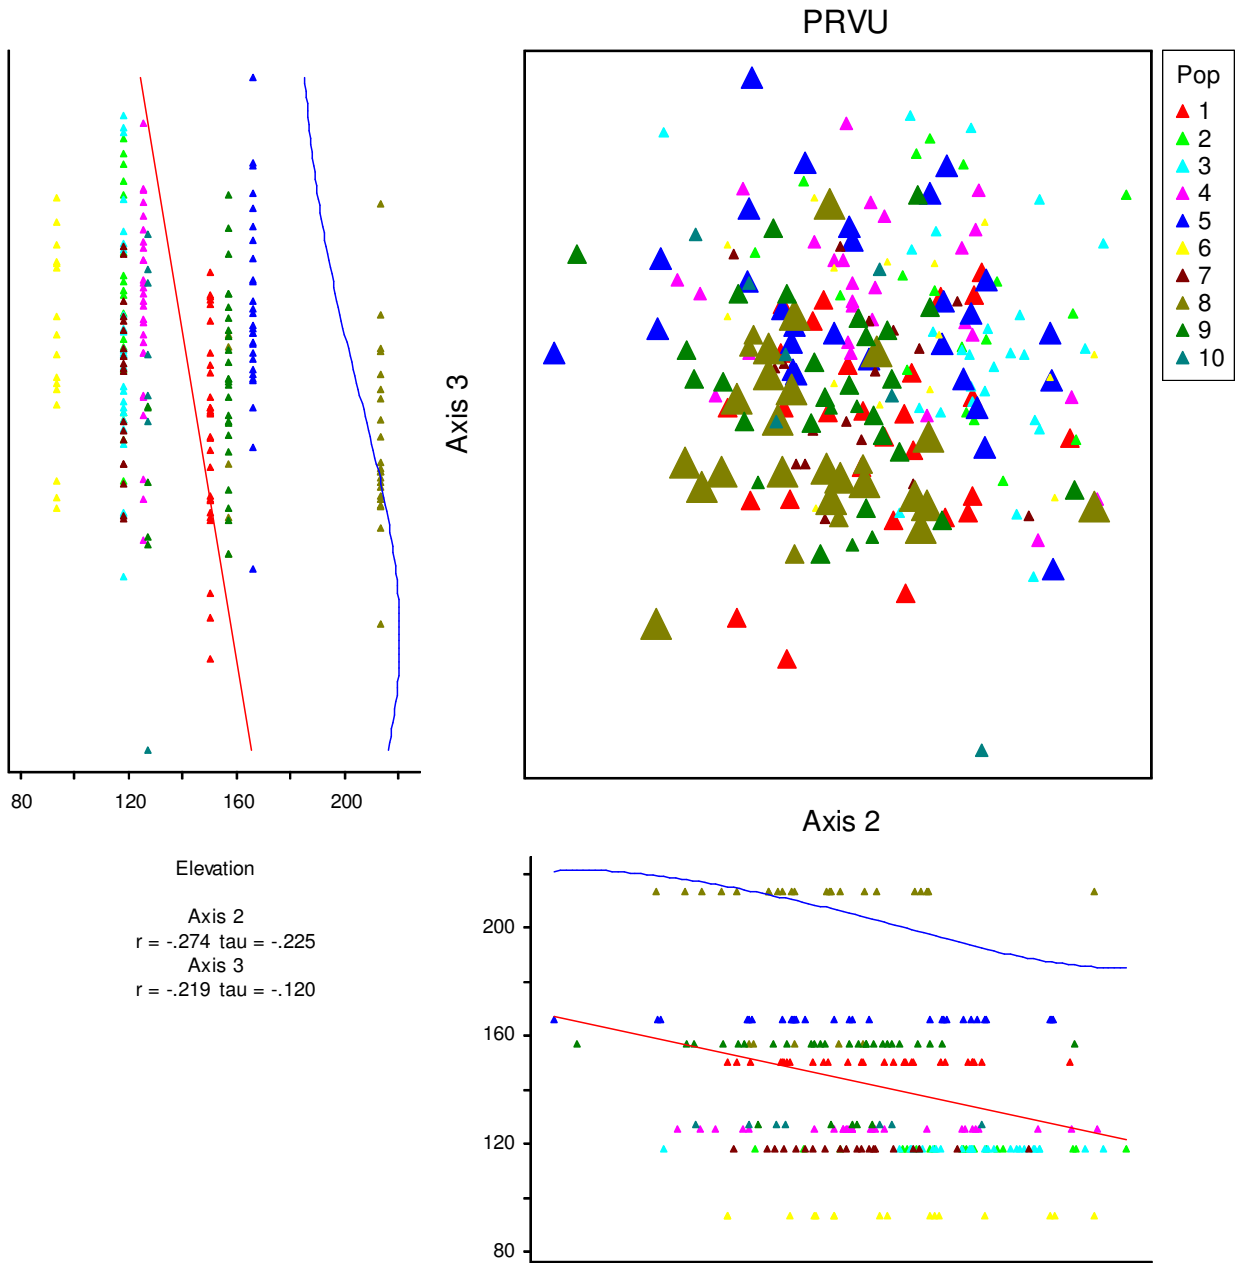 PRVU
Pop
1
2
3
4
5
6
7
8
9
10
Axis 3
80 120 160 200
Axis 2
Elevation
Axis 2
r = -.274 tau = -.225
Axis 3
r = -.219 tau = -.120
200
160
120
80